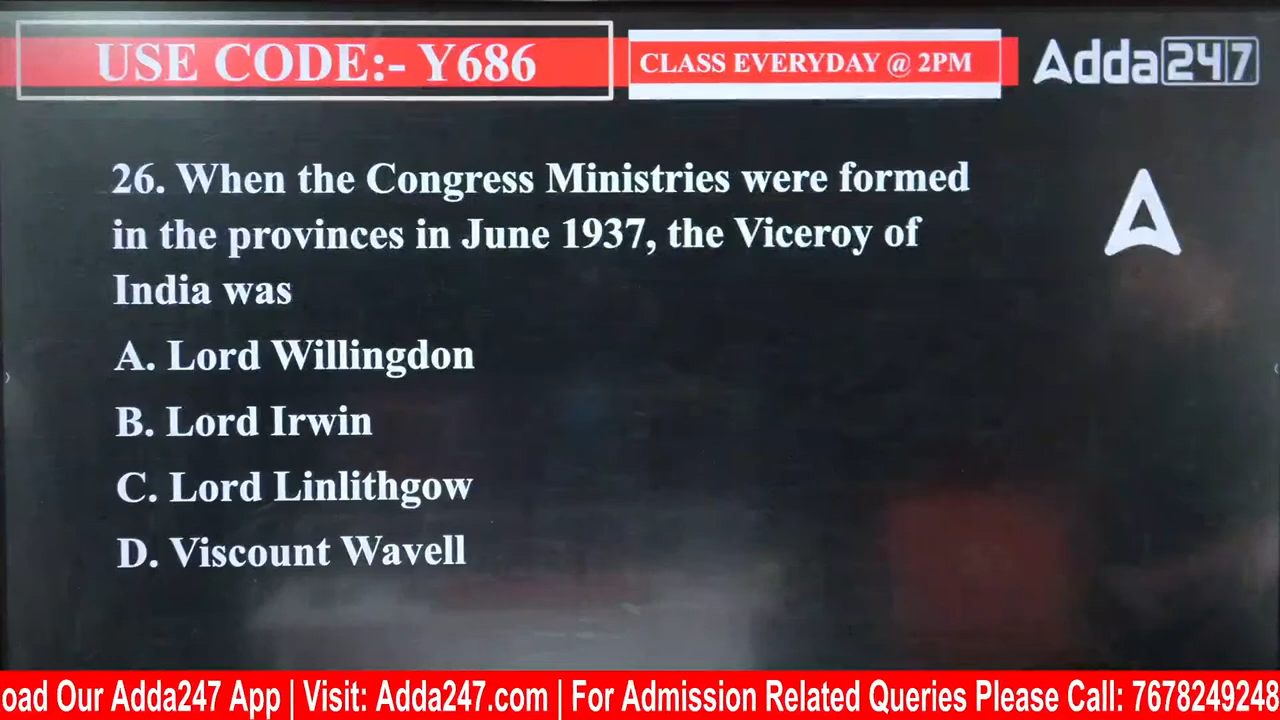 USE CODE:- Y686
CLASS EVERYDAY @ 2PM
Adda247
26. When the Congress Ministries were formed
in the provinces in June 1937, the Viceroy of
India was
A. Lord Willingdon
B. Lord Irwin
C. Lord Linlithgow
D. Viscount Wavell
oad Our Adda247 App | Visit: Adda247.com | For Admission Related Queries Please Call: 7678249248